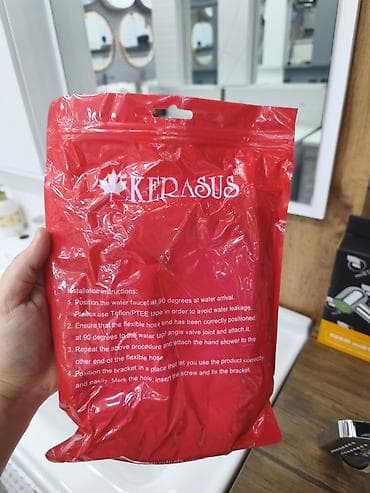 KERASUS
Installation instructions:
1. Position the water faucet at 90 degrees at water arrival.
Please use Teflon/PTEE tape in order to avoid water leakage.
2. Ensure that the flexible hose end has been correctly positioned
at 90 degrees to the water tap/ angle valve joint and attach it.
3. Repeat the above procedure and attach the hand shower to the
other end of the flexible hose
4. Position the bracket in a place that let you use the product correctly
and easily. Mark the hole, insert the screw and fix the bracket.